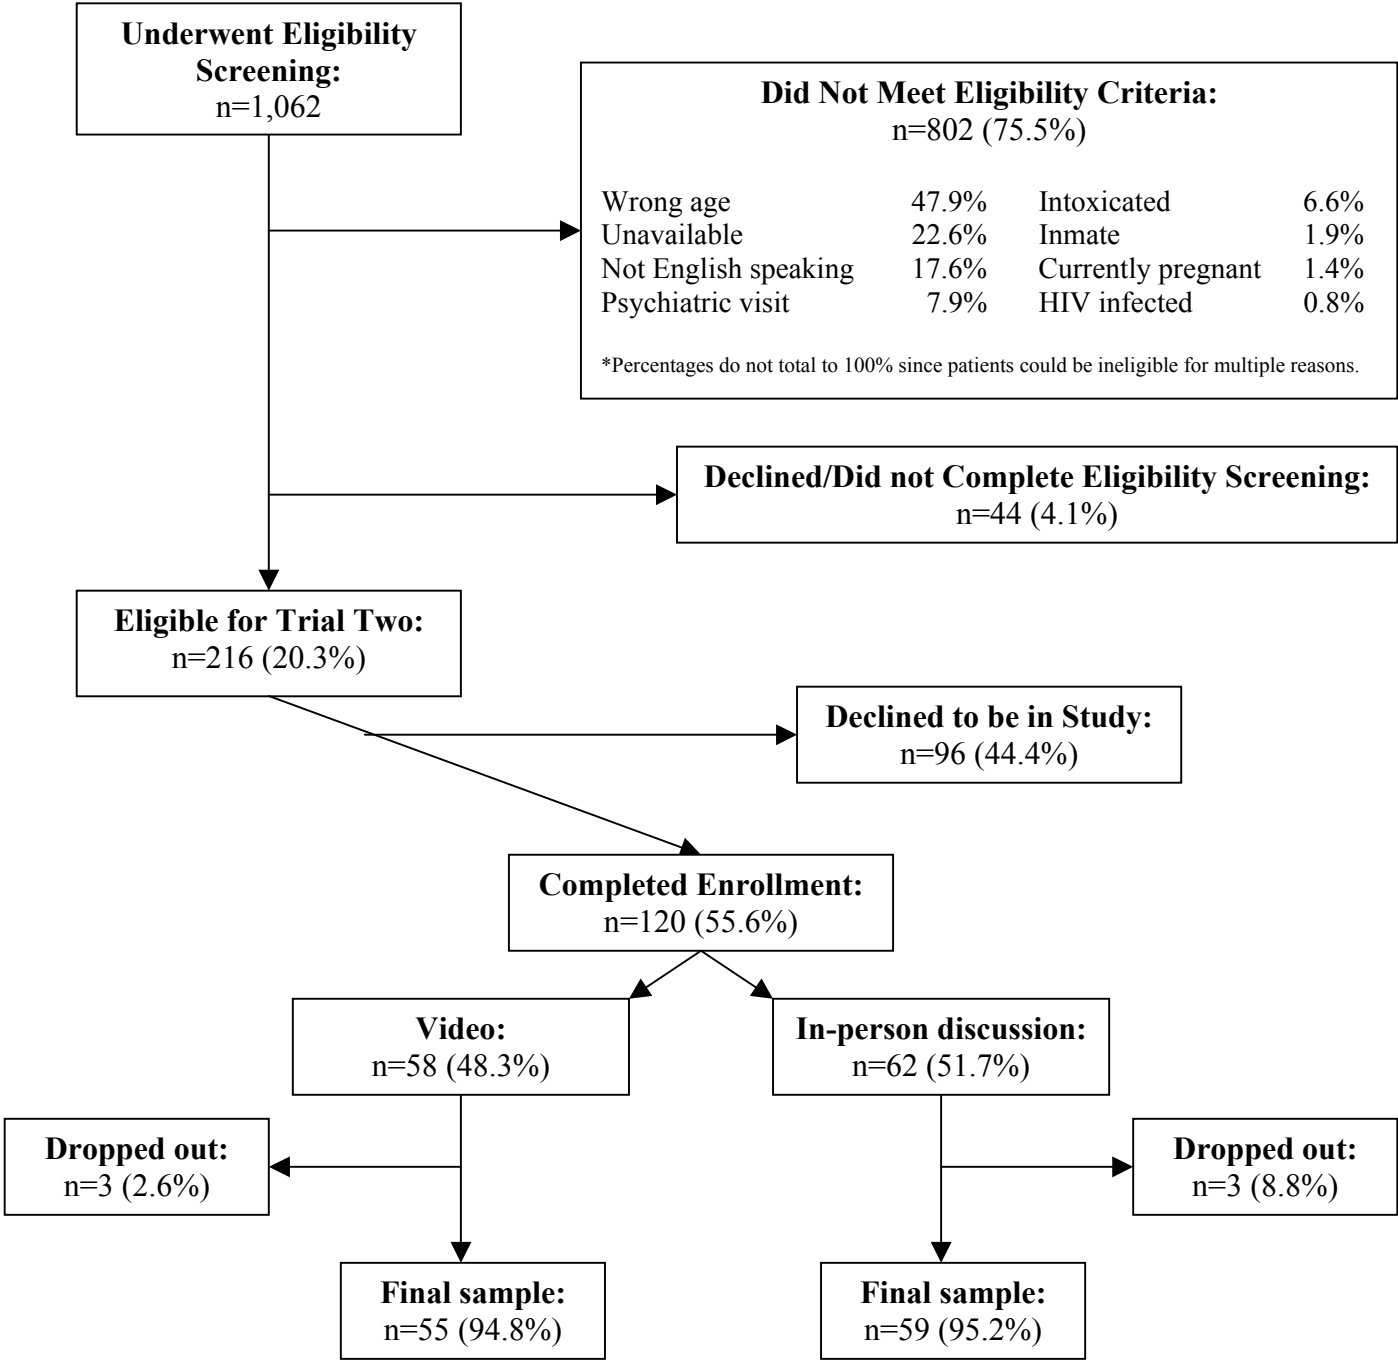 Underwent Eligibility
Screening:
n=1,062
Did Not Meet Eligibility Criteria:
n=802 (75.5%)
Wrong age 47.9% Intoxicated 6.6%
Unavailable 22.6% Inmate 1.9%
Not English speaking 17.6% Currently pregnant 1.4%
Psychiatric visit 7.9% HIV infected 0.8%
*Percentages do not total to 100% since patients could be ineligible for multiple reasons.
Declined/Did not Complete Eligibility Screening:
n=44 (4.1%)
Eligible for Trial Two:
n=216 (20.3%)
Declined to be in Study:
n=96 (44.4%)
Completed Enrollment:
n=120 (55.6%)
Video:
n=58 (48.3%)
In-person discussion:
n=62 (51.7%)
Dropped out:
n=3 (2.6%)
Dropped out:
n=3 (8.8%)
Final sample:
n=55 (94.8%)
Final sample:
n=59 (95.2%)